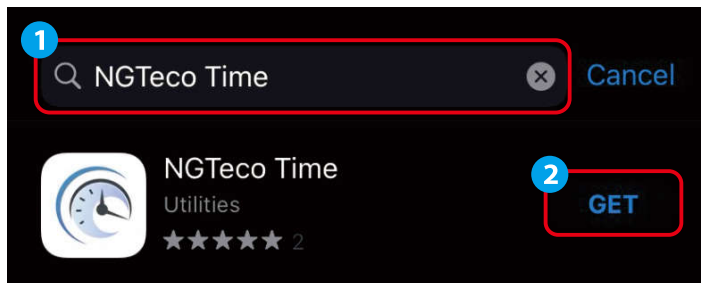 1
NGTeco Time
Cancel
NGTeco Time
Utilities
2
2
GET